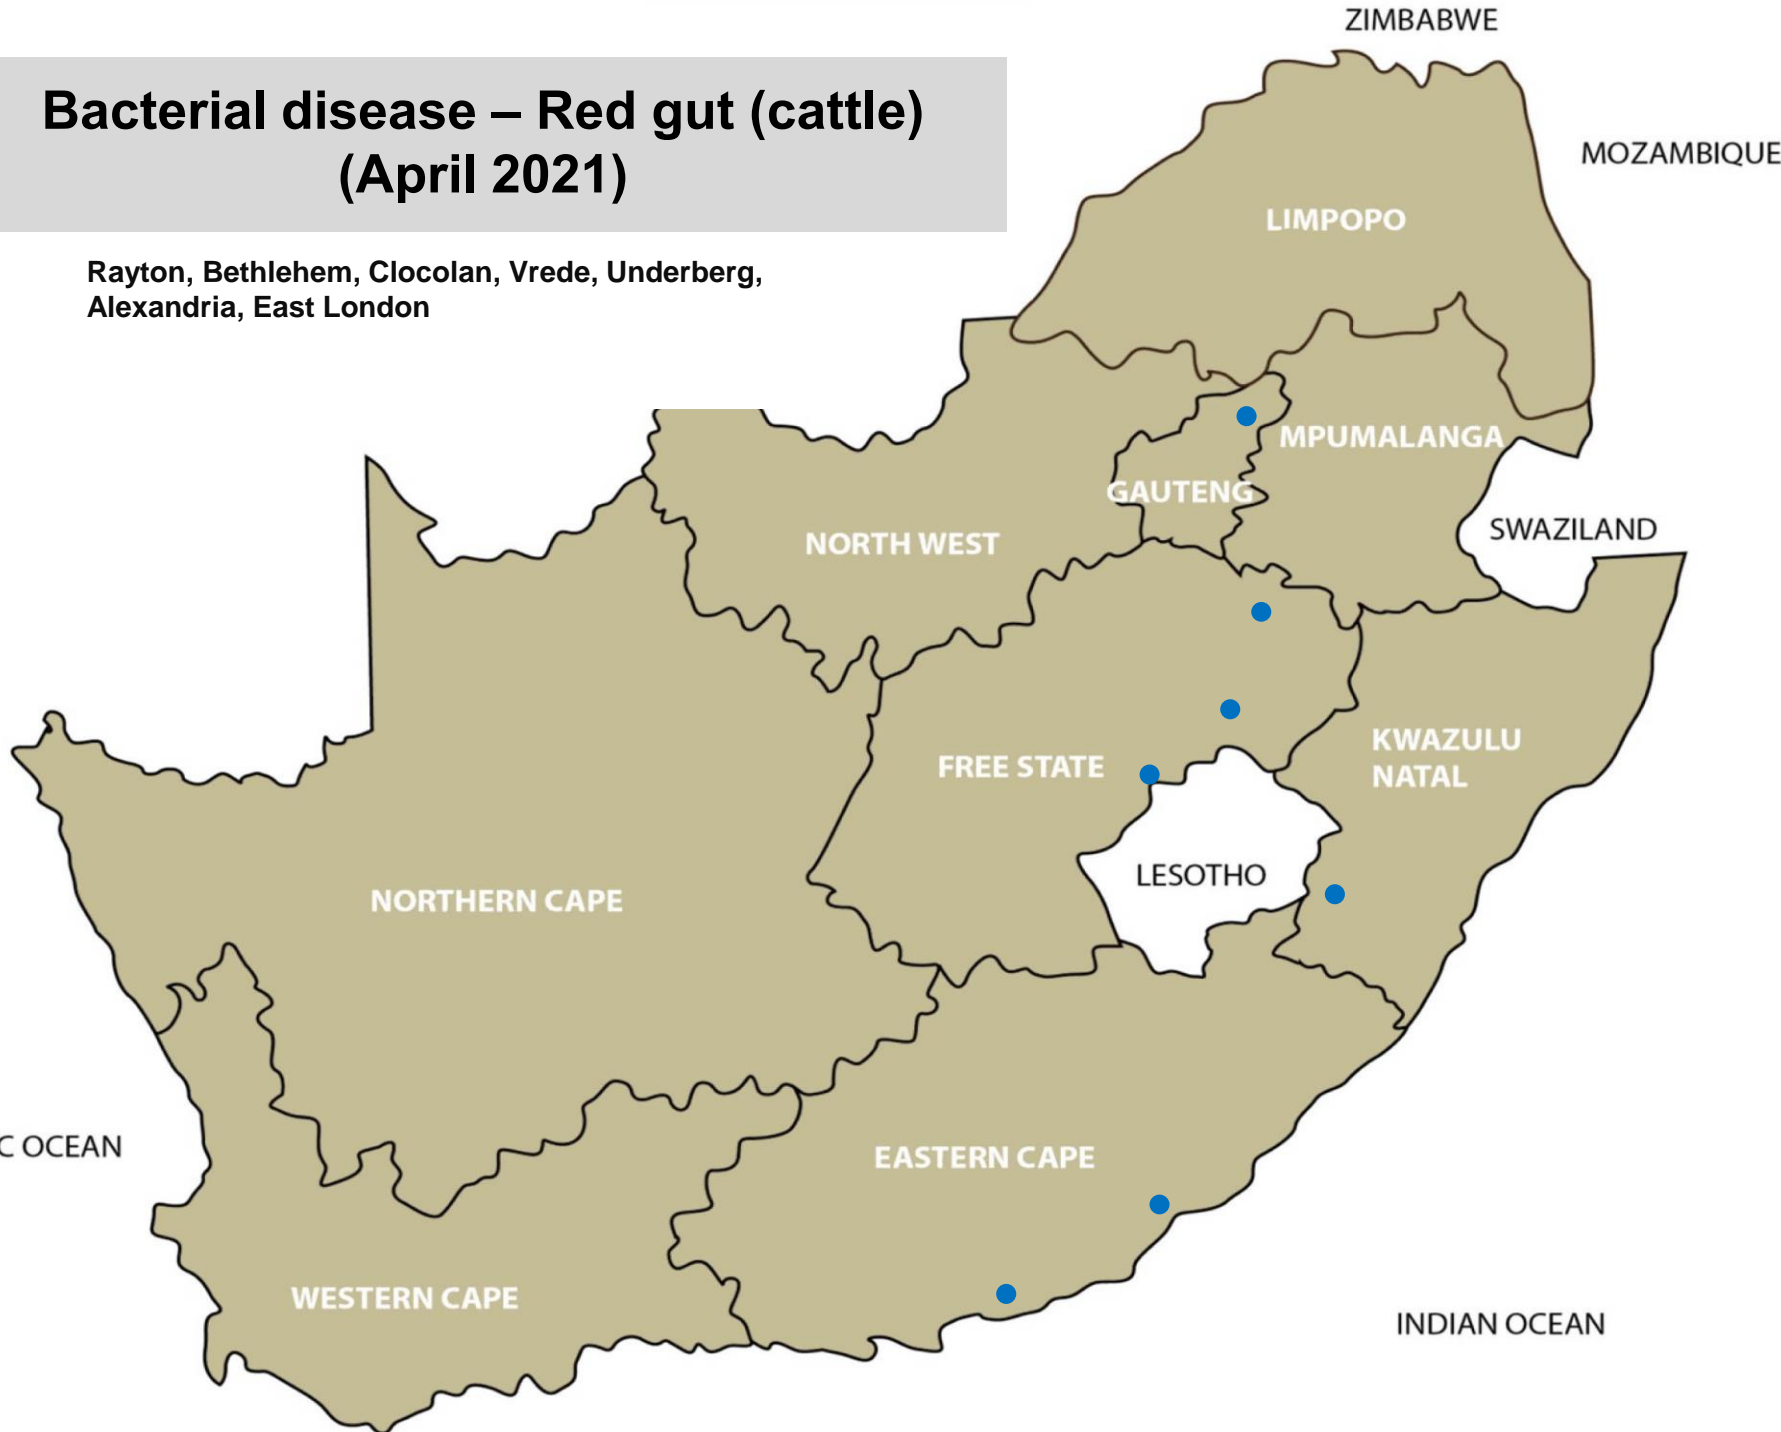 ZIMBABWE
Bacterial disease – Red gut (cattle)
(April 2021)
MOZAMBIQUE
LIMPOPO
Rayton, Bethlehem, Clocolan, Vrede, Underberg,
Alexandria, East London
MPUMALANGA
GAUTENG
SWAZILAND
NORTH WEST
KWAZULU
NATAL
FREE STATE
LESOTHO
NORTHERN CAPE
C OCEAN
EASTERN CAPE
WESTERN CAPE
INDIAN OCEAN